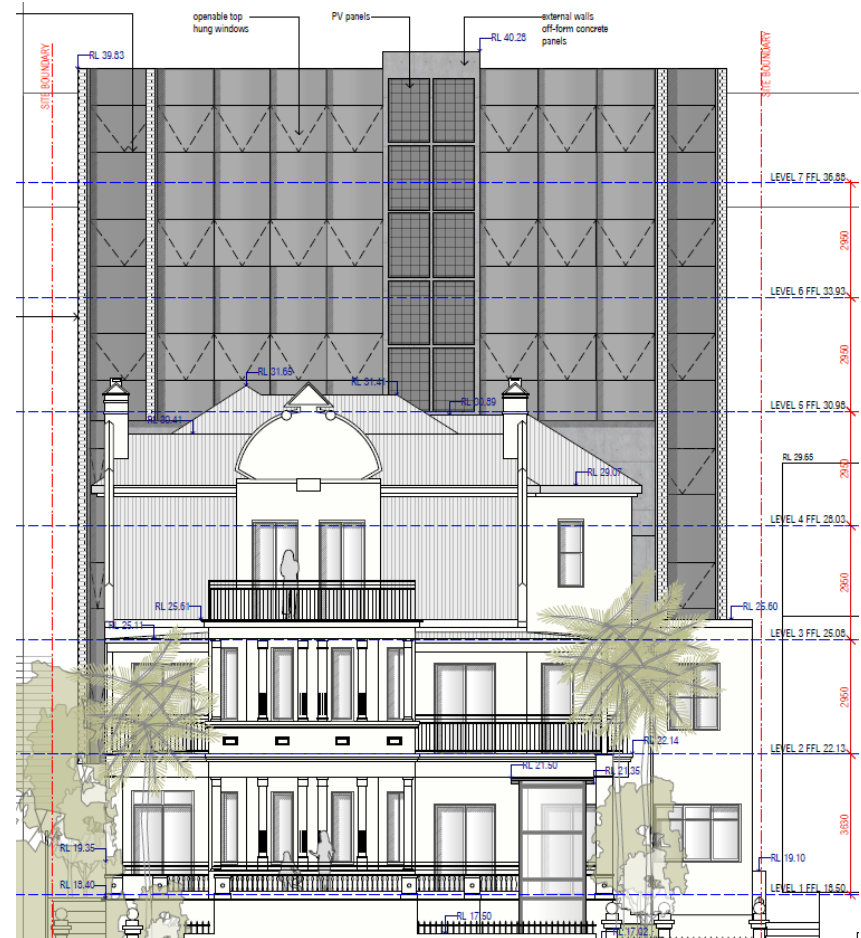 openable top
hung windows
PV panels
external walls
off-form concrete
panels
RL 40.28
RL 39.83
SITE BOUNDARY
SITE BOUNDARY
LEVEL 7 FFL 36.88
2950
LEVEL 6 FFL 33.93
2950
RL 31.65
RL 31.41
RL 30.89
LEVEL 5 FFL 30.98
RL 30.41
2950
RL 29.65
RL 29.07
LEVEL 4 FFL 28.03
2950
RL 25.61
RL 25.60
RL 25.11
LEVEL 3 FFL 25.08
2950
RL 22.14
LEVEL 2 FFL 22.13
RL 21.50
RL 21.35
3630
RL 19.35
RL 19.10
RL 18.40
LEVEL 1 FFL 18.50
RL 17.50
RL 17.02